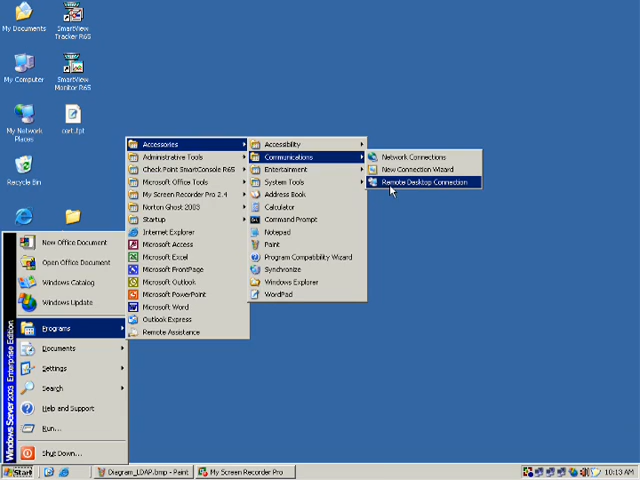 My Documents
SmartView
Tracker R65
My Computer
SmartView
Monitor R65
My Network
Places
cert.fpt
Recycle Bin
New Office Document
Open Office Document
Windows Catalog
Windows Update
Programs
Documents
Settings
Search
Help and Support
Run...
Shut Down...
Windows Server 2003 Enterprise Edition
Accessories
Administrative Tools
Check Point SmartConsole R65
Microsoft Office Tools
My Screen Recorder Pro 2.4
Norton Ghost 2003
Startup
Internet Explorer
Microsoft Access
Microsoft Excel
Microsoft FrontPage
Microsoft Outlook
Microsoft PowerPoint
Microsoft Word
Outlook Express
Remote Assistance
Accessibility
Communications
Entertainment
System Tools
Address Book
Calculator
Command Prompt
Notepad
Paint
Program Compatibility Wizard
Synchronize
Windows Explorer
WordPad
Network Connections
New Connection Wizard
Remote Desktop Connection
Start
Diagram_LDAP.bmp - Paint
My Screen Recorder Pro
10:13 AM